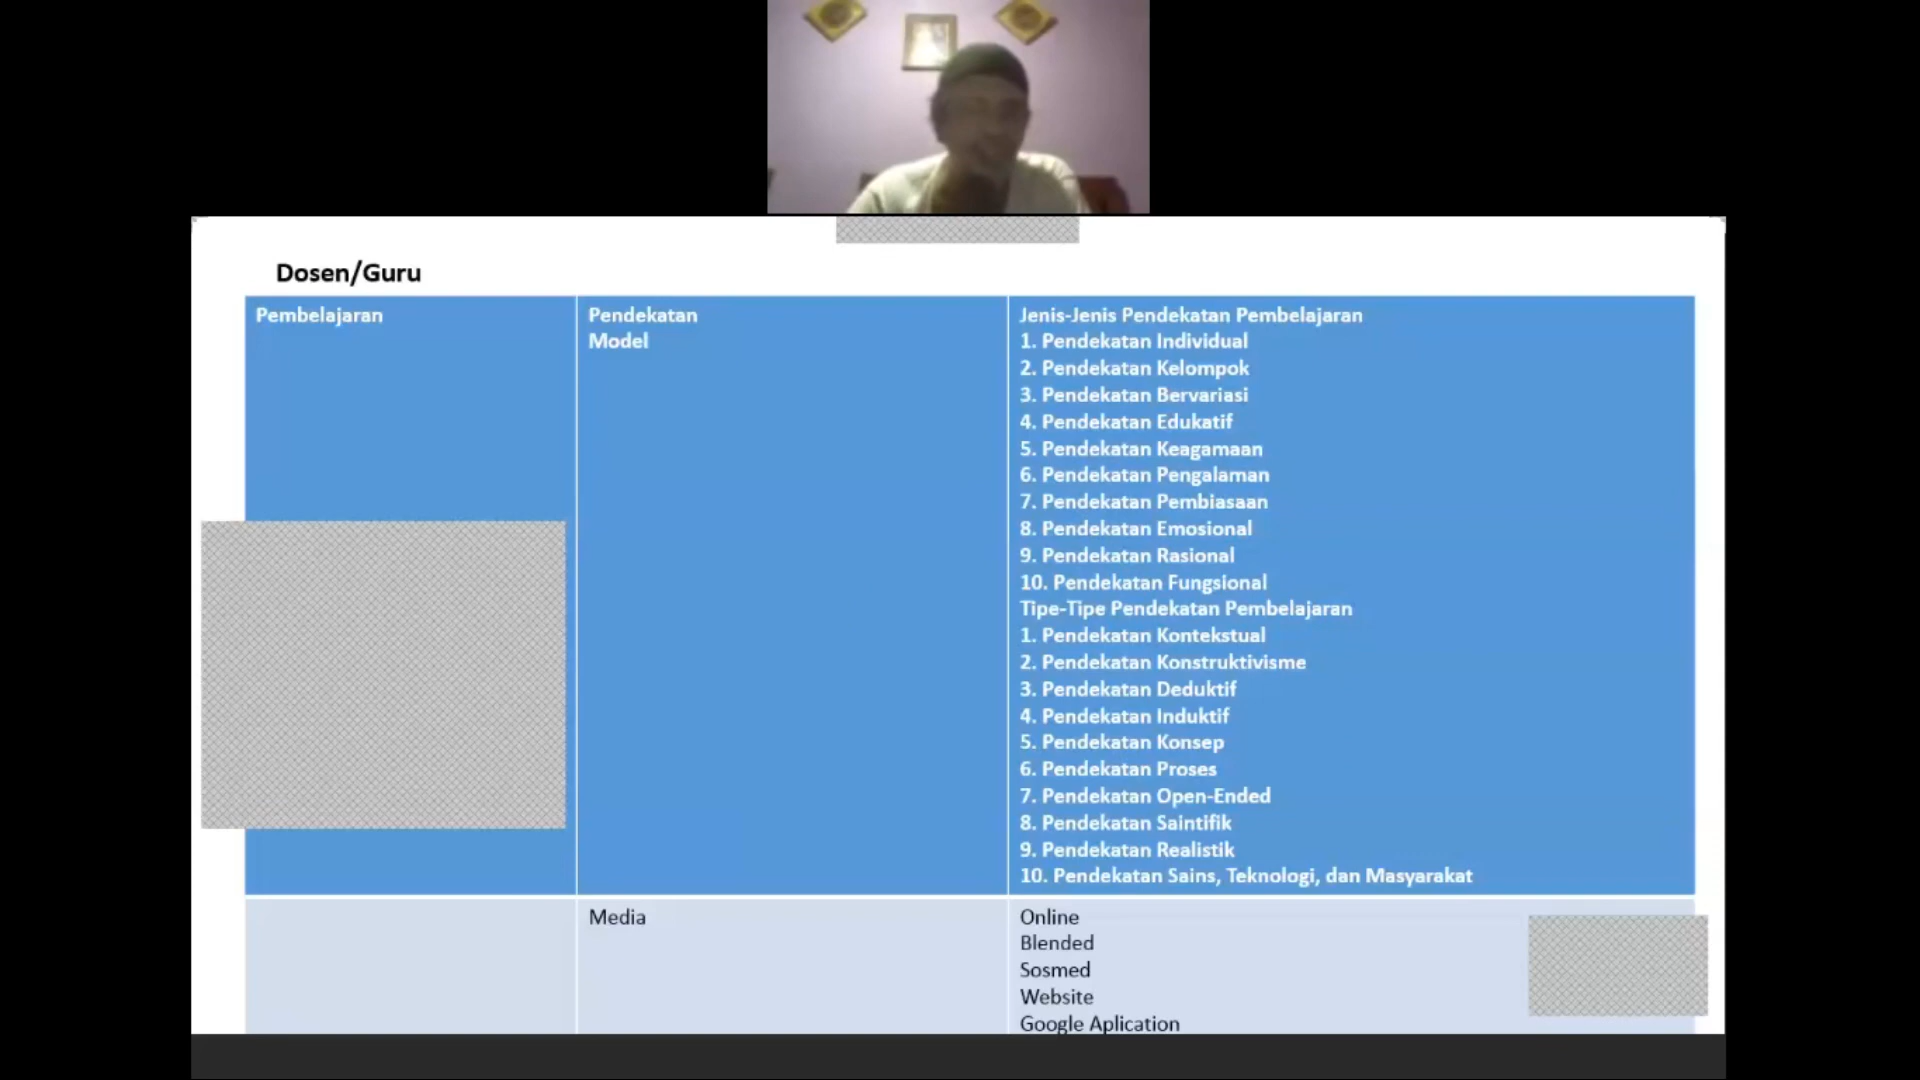 Dosen/Guru
Pembelajaran
Pendekatan
Model
Jenis-Jenis Pendekatan Pembelajaran
1. Pendekatan Individual
2. Pendekatan Kelompok
3. Pendekatan Bervariasi
4. Pendekatan Edukatif
5. Pendekatan Keagamaan
6. Pendekatan Pengalaman
7. Pendekatan Pembiasaan
8. Pendekatan Emosional
9. Pendekatan Rasional
10. Pendekatan Fungsional
Tipe-Tipe Pendekatan Pembelajaran
1. Pendekatan Kontekstual
2. Pendekatan Konstruktivisme
3. Pendekatan Deduktif
4. Pendekatan Induktif
5. Pendekatan Konsep
6. Pendekatan Proses
7. Pendekatan Open-Ended
8. Pendekatan Saintifik
9. Pendekatan Realistik
10. Pendekatan Sains, Teknologi, dan Masyarakat
Media
Online
Blended
Sosmed
Website
Google Aplication